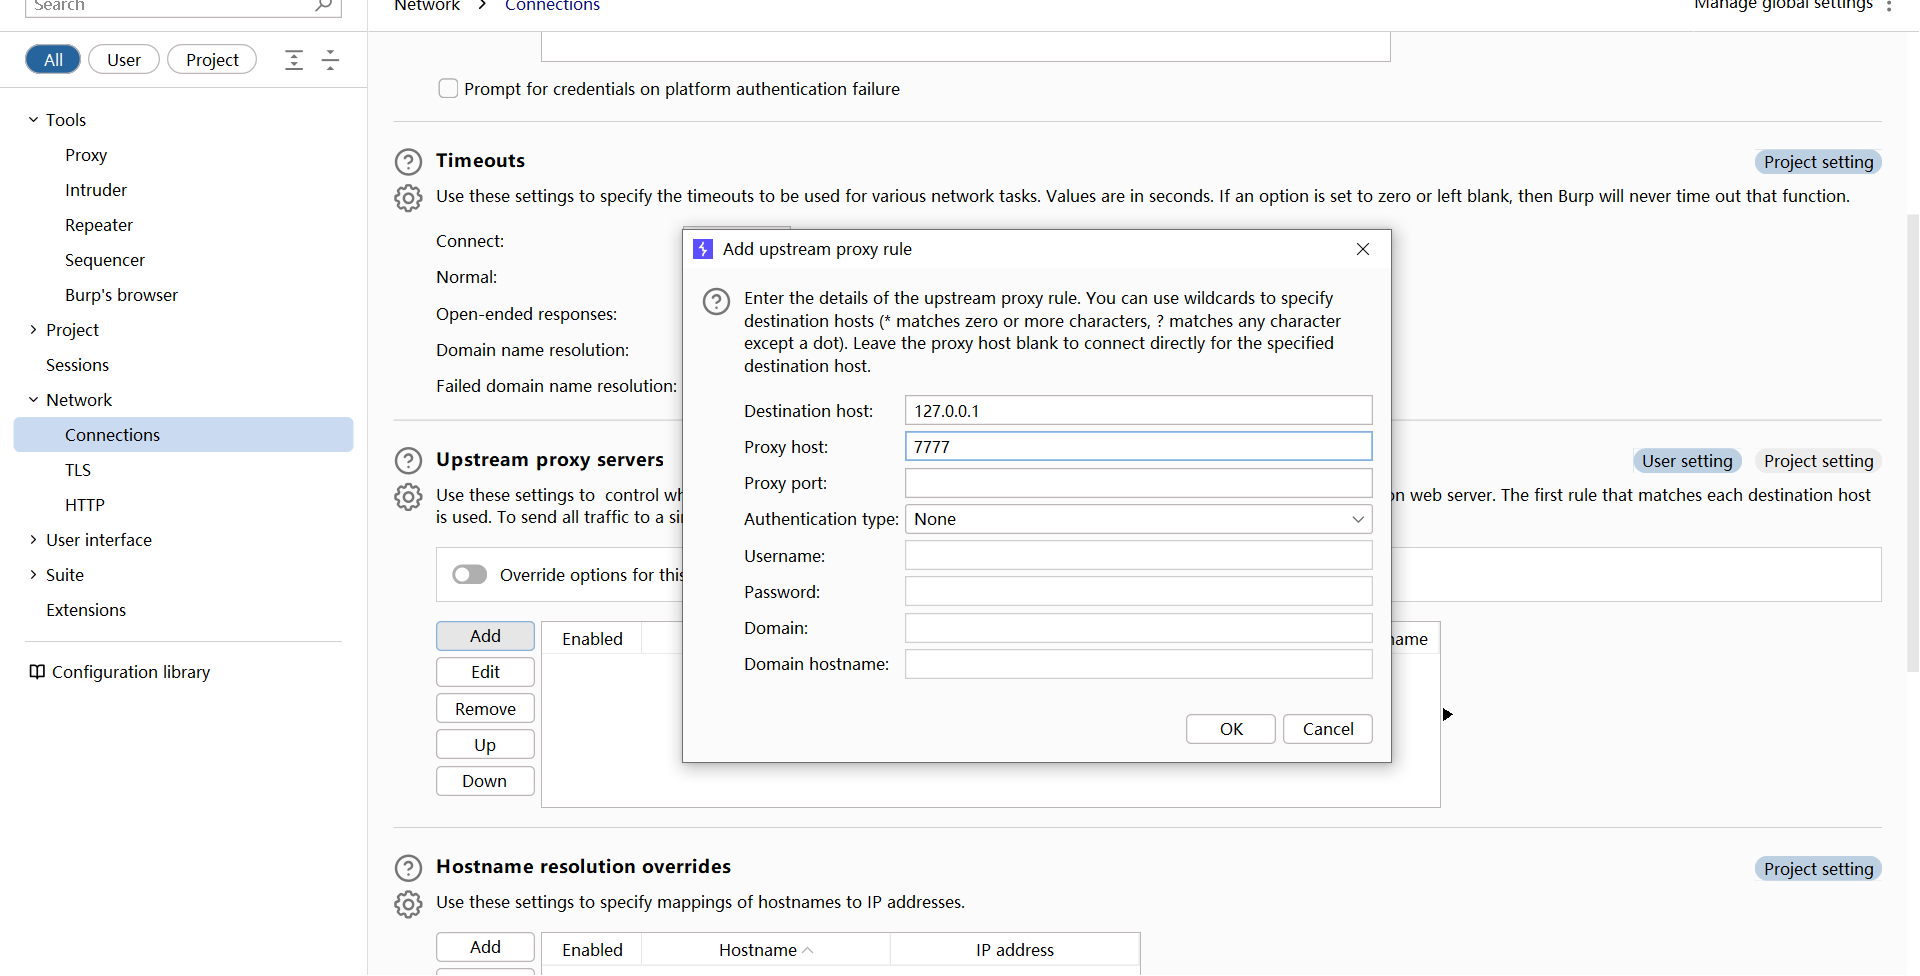 Search
Network > Connections
Manage global settings
All
User
Project
Tools
Proxy
Intruder
Repeater
Sequencer
Burp's browser
Project
Sessions
Network
Connections
TLS
HTTP
User interface
Suite
Extensions
Configuration library
Prompt for credentials on platform authentication failure
Timeouts
Project setting
Use these settings to specify the timeouts to be used for various network tasks. Values are in seconds. If an option is set to zero or left blank, then Burp will never time out that function.
Connect:
Normal:
Open-ended responses:
Domain name resolution:
Failed domain name resolution:
Upstream proxy servers
User setting
Project setting
Use these settings to control wh
on web server. The first rule that matches each destination host
is used. To send all traffic to a si
Override options for this
Add
Edit
Remove
Up
Down
Enabled
name
Add upstream proxy rule
Enter the details of the upstream proxy rule. You can use wildcards to specify
destination hosts (* matches zero or more characters, ? matches any character
except a dot). Leave the proxy host blank to connect directly for the specified
destination host.
Destination host: 127.0.0.1
Proxy host: 7777
Proxy port:
Authentication type: None
Username:
Password:
Domain:
Domain hostname:
OK
Cancel
Hostname resolution overrides
Project setting
Use these settings to specify mappings of hostnames to IP addresses.
Add
Enabled
Hostname
IP address